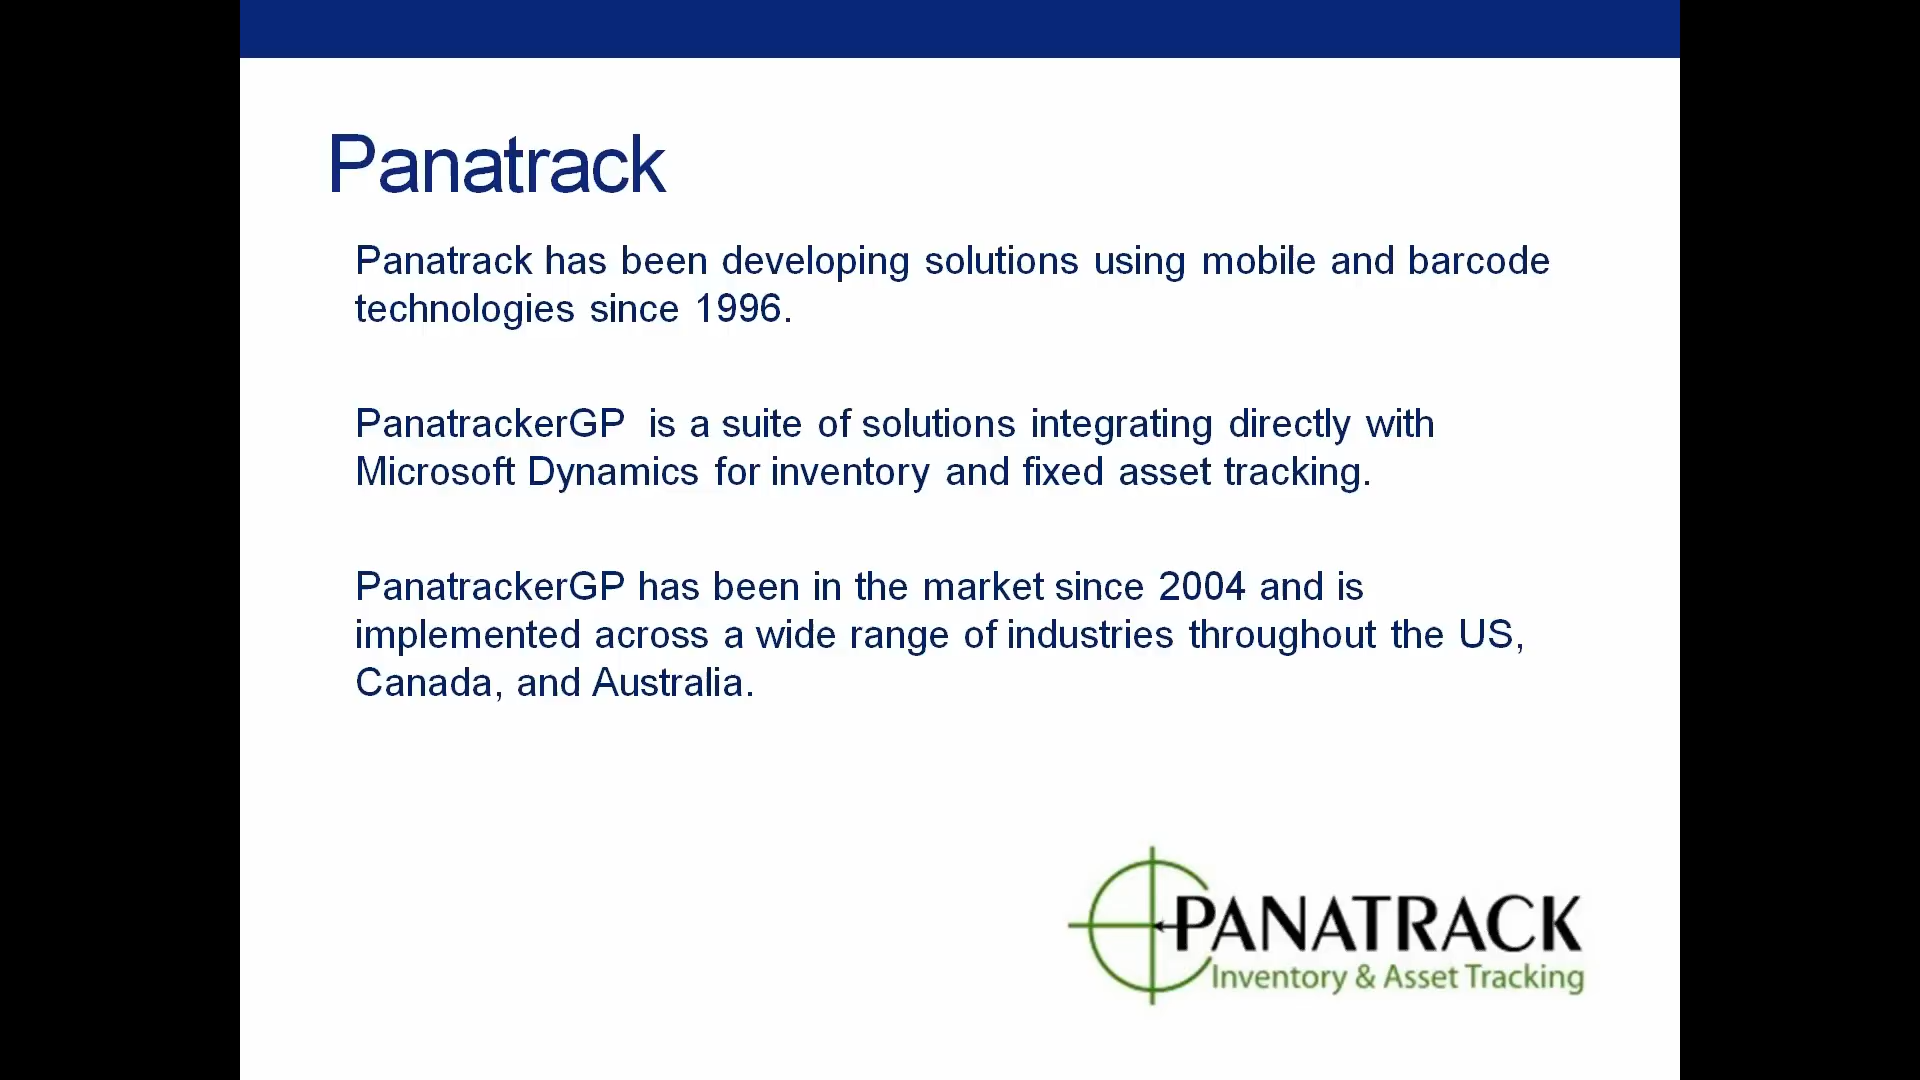 Panatrack
Panatrack has been developing solutions using mobile and barcode
technologies since 1996.
PanatrackerGP  is a suite of solutions integrating directly with
Microsoft Dynamics for inventory and fixed asset tracking.
PanatrackerGP has been in the market since 2004 and is
implemented across a wide range of industries throughout the US,
Canada, and Australia.
PANATRACK
Inventory & Asset Tracking